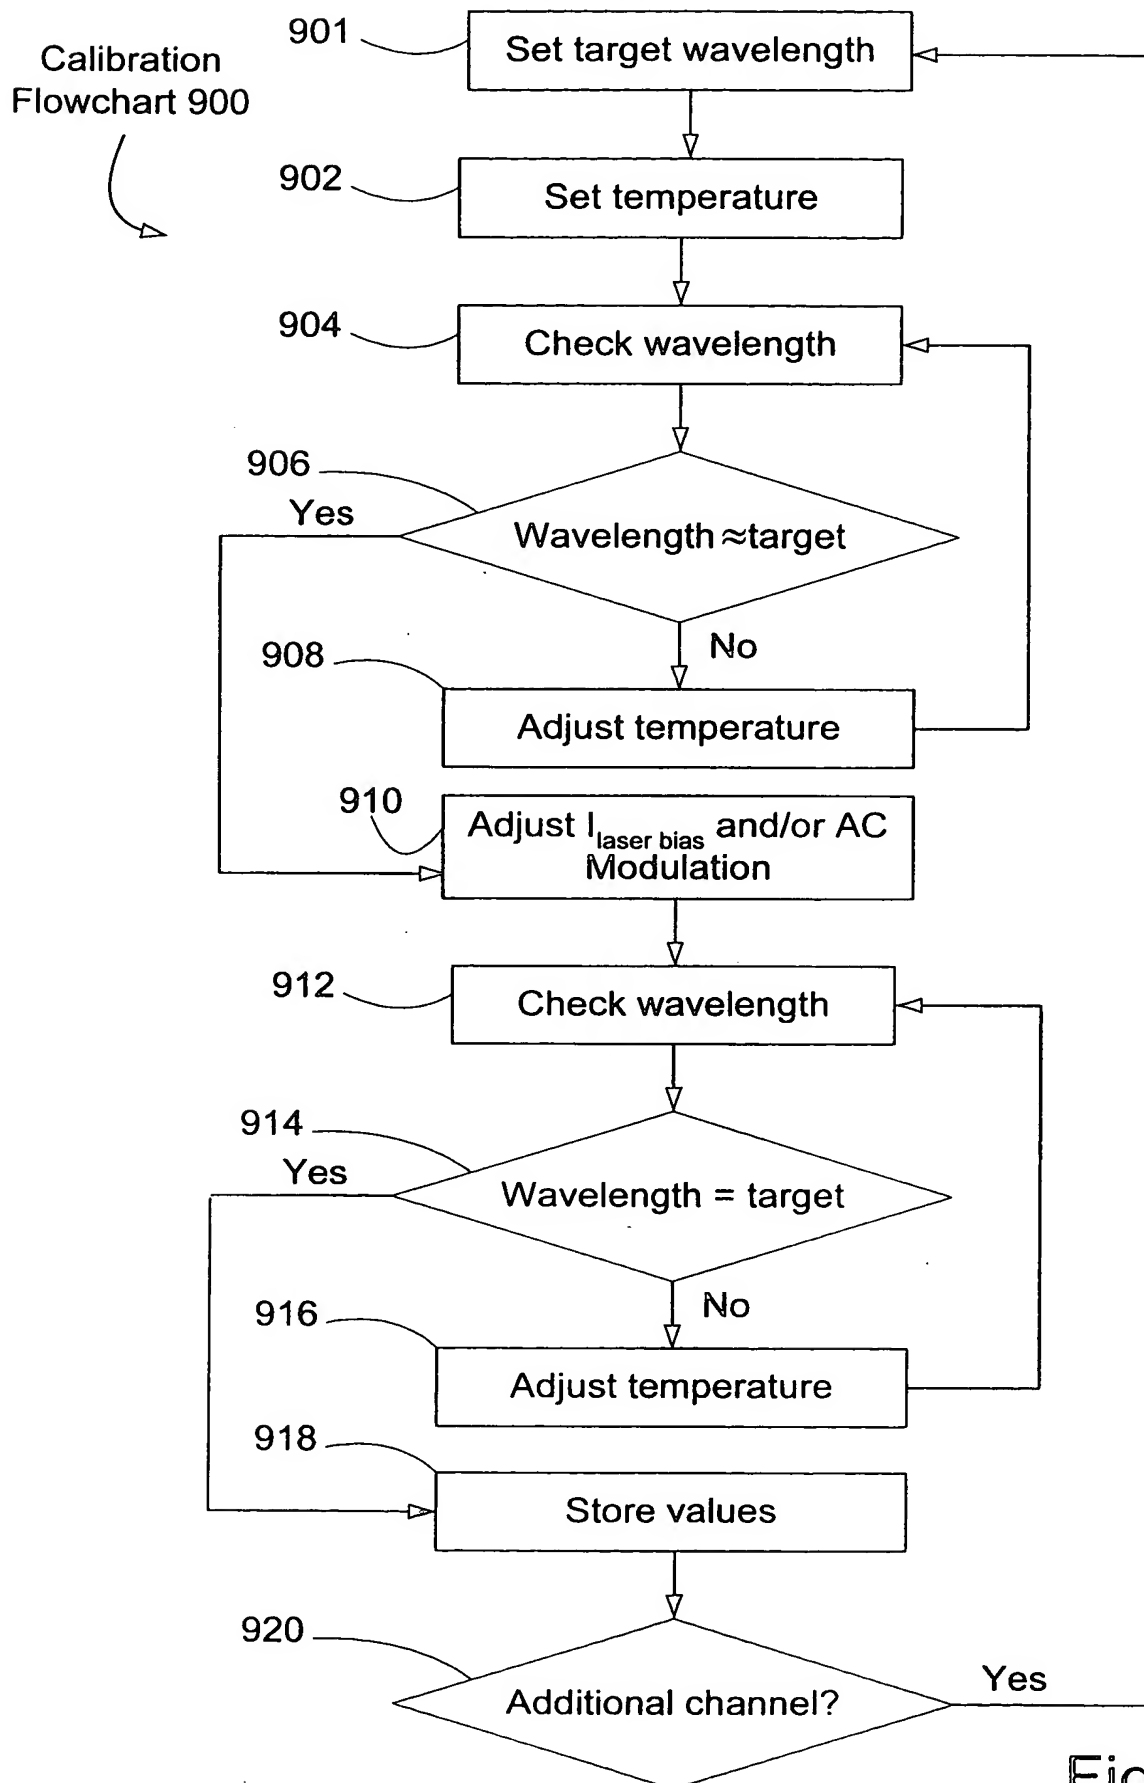 901
Set target wavelength
Calibration
Flowchart 900
902
Set temperature
904
Check wavelength
906
Yes
Wavelength ≈target
No
908
Adjust temperature
910
Adjust I laser bias and/or AC
Modulation
912
Check wavelength
914
Yes
Wavelength = target
No
916
Adjust temperature
918
Store values
920
Additional channel?
Yes